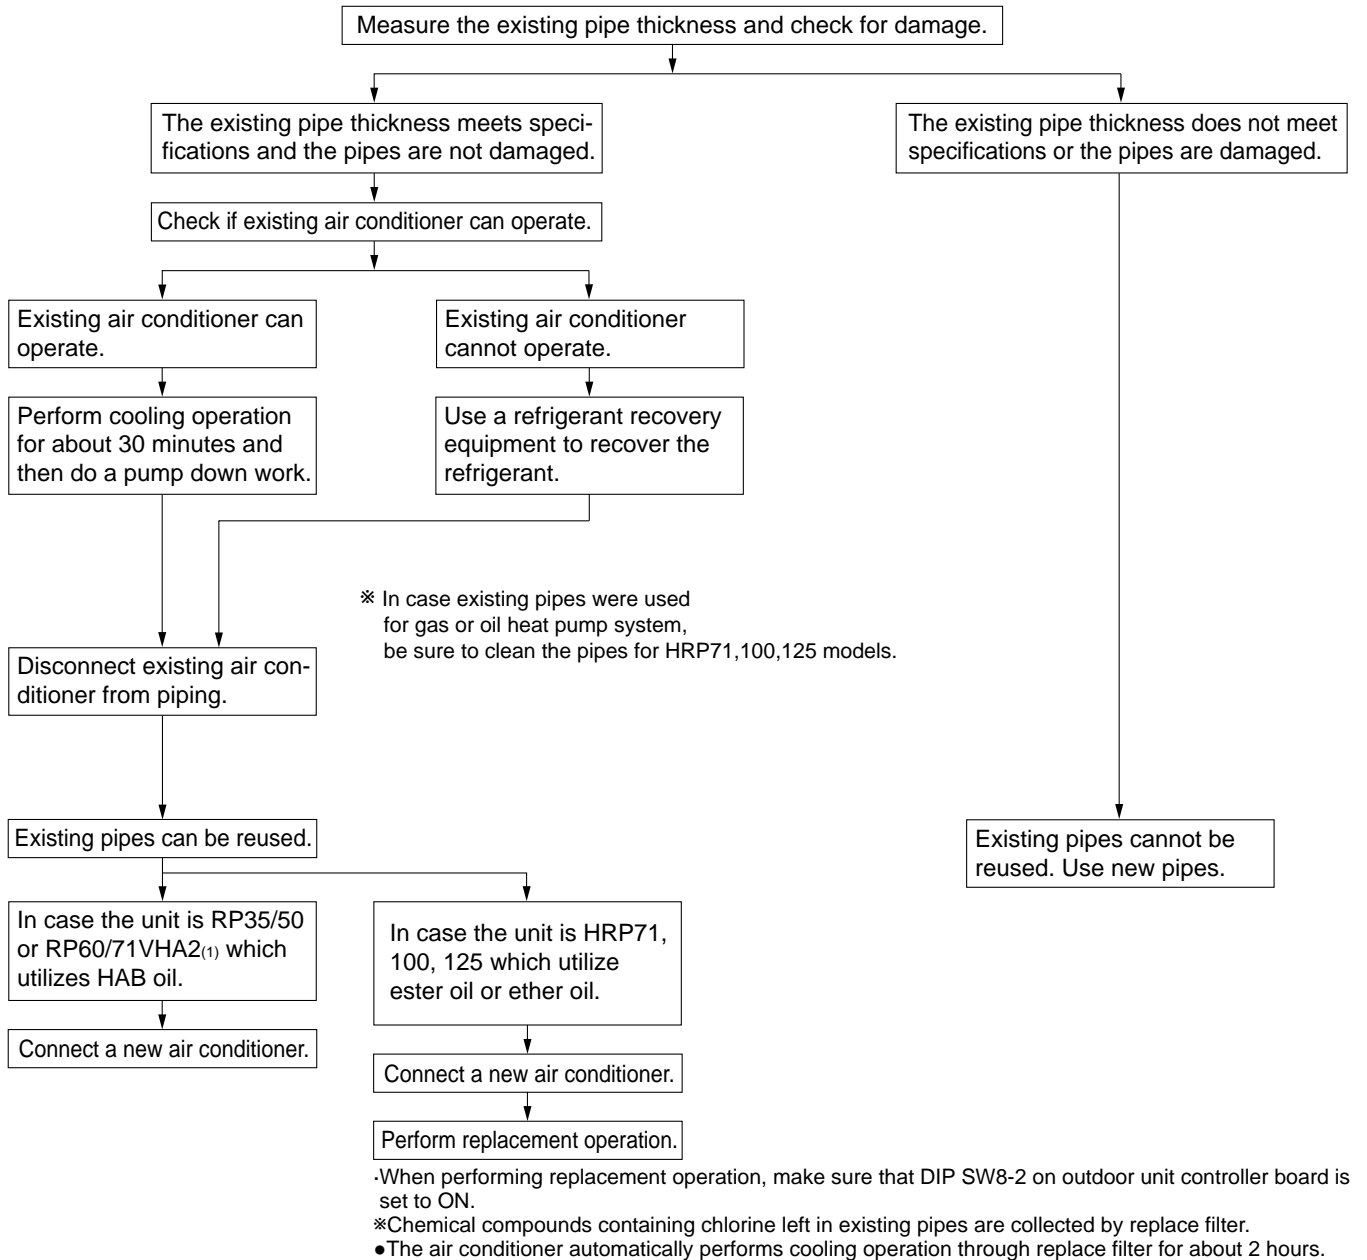 Measure the existing pipe thickness and check for damage.
The existing pipe thickness meets speci-
fications and the pipes are not damaged.
The existing pipe thickness does not meet
specifications or the pipes are damaged.
Check if existing air conditioner can operate.
Existing air conditioner can
operate.
Existing air conditioner
cannot operate.
Perform cooling operation
for about 30 minutes and
then do a pump down work.
Use a refrigerant recovery
equipment to recover the
refrigerant.
※ In case existing pipes were used
for gas or oil heat pump system,
be sure to clean the pipes for HRP71,100,125 models.
Disconnect existing air con-
ditioner from piping.
Existing pipes can be reused.
Existing pipes cannot be
reused. Use new pipes.
In case the unit is RP35/50
or RP60/71VHA2(1) which
utilizes HAB oil.
In case the unit is HRP71,
100, 125 which utilize
ester oil or ether oil.
Connect a new air conditioner.
Connect a new air conditioner.
Perform replacement operation.
·When performing replacement operation, make sure that DIP SW8-2 on outdoor unit controller board is
set to ON.
※Chemical compounds containing chlorine left in existing pipes are collected by replace filter.
●The air conditioner automatically performs cooling operation through replace filter for about 2 hours.